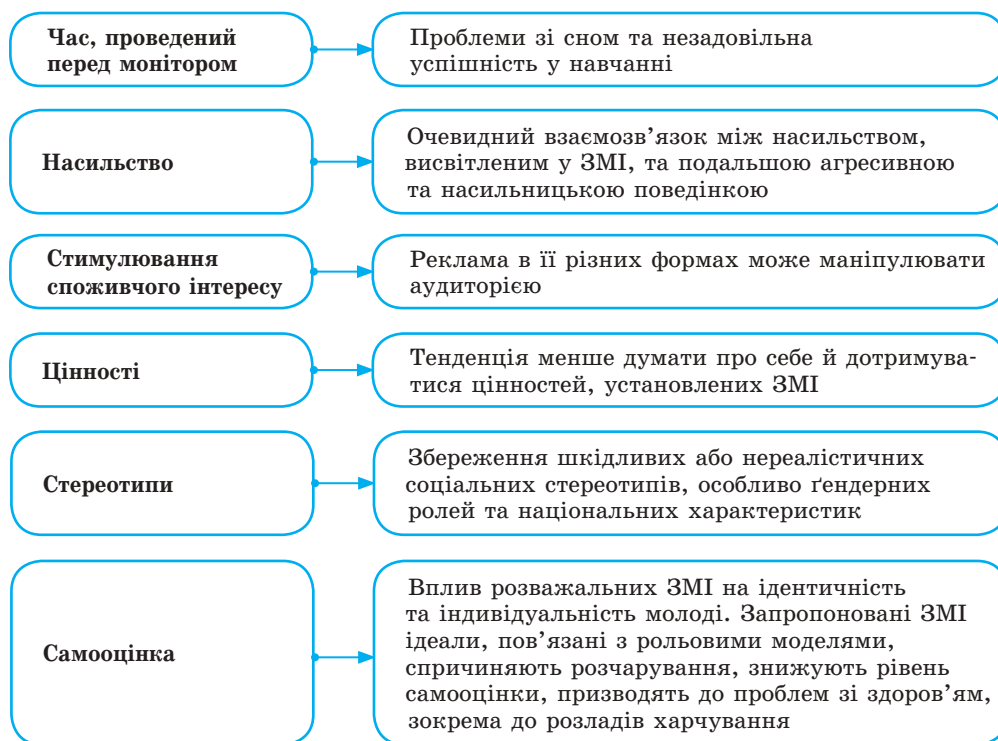 Час, проведений
перед монітором
Проблеми зі сном та незадовільна
успішність у навчанні
Насильство
Очевидний взаємозв’язок між насильством,
висвітленим у ЗМІ, та подальшою агресивною
та насильницькою поведінкою
Стимулювання
споживчого інтересу
Реклама в її різних формах може маніпулювати
аудиторією
Цінності
Тенденція менше думати про себе й дотримува-
тися цінностей, установлених ЗМІ
Стереотипи
Збереження шкідливих або нереалістичних
соціальних стереотипів, особливо ґендерних
ролей та національних характеристик
Самооцінка
Вплив розважальних ЗМІ на ідентичність
та індивідуальність молоді. Запропоновані ЗМІ
ідеали, пов’язані з рольовими моделями,
спричиняють розчарування, знижують рівень
самооцінки, призводять до проблем зі здоров’ям,
зокрема до розладів харчування